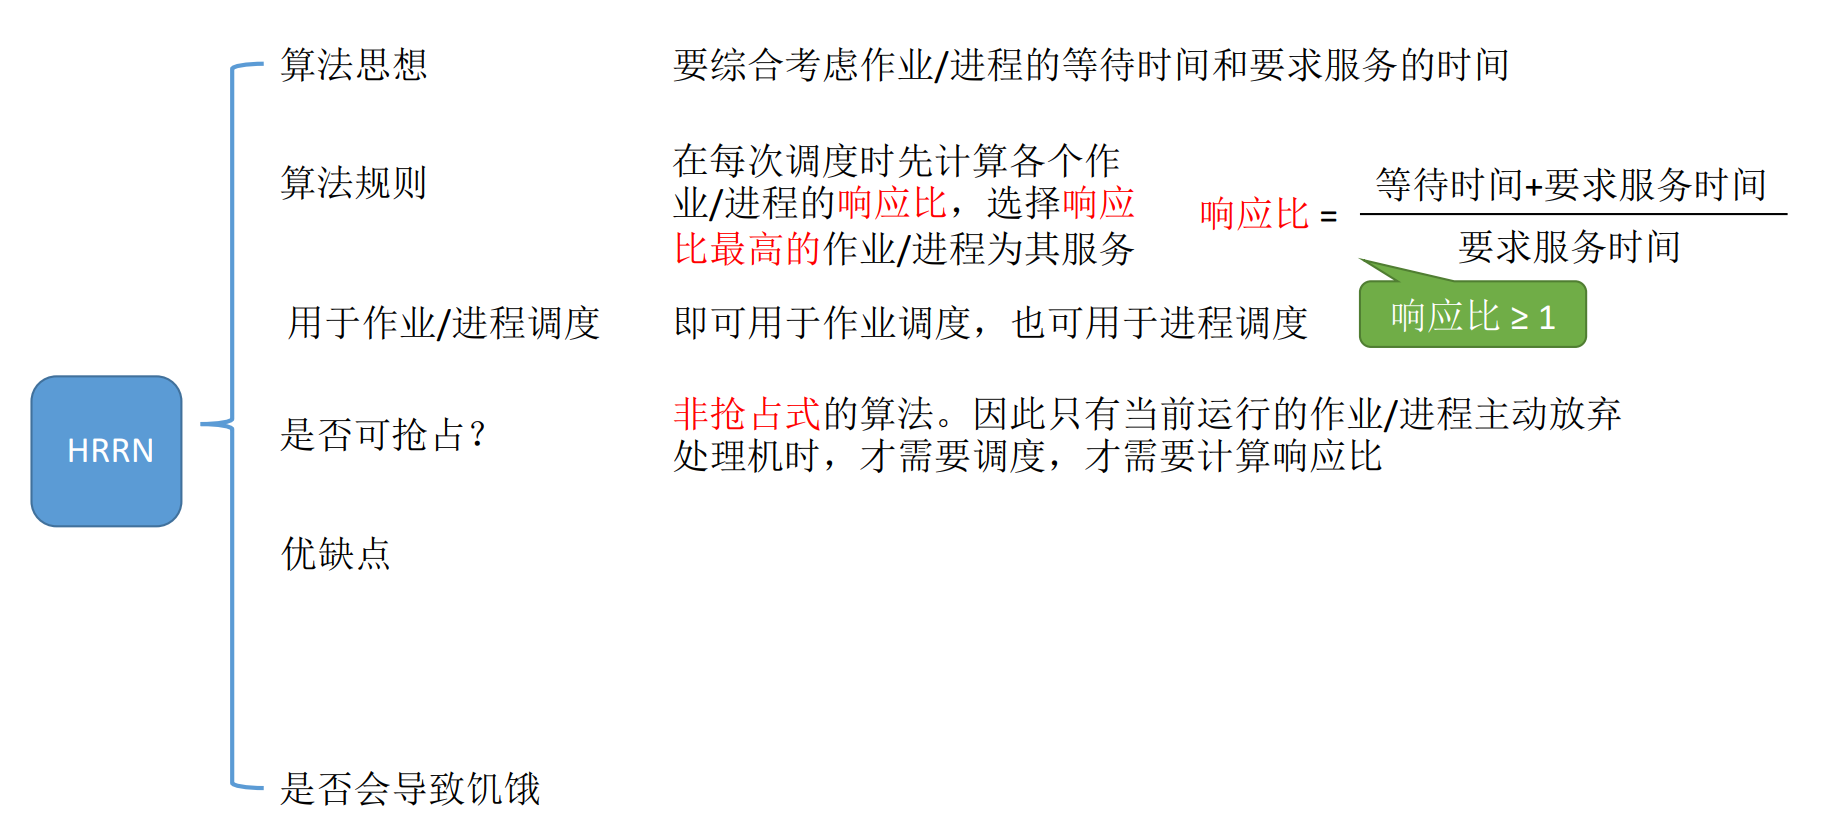 算法思想
要综合考虑作业/进程的等待时间和要求服务的时间
算法规则
在每次调度时先计算各个作
业/进程的响应比，选择响应
比最高的作业/进程为其服务
响应比 =
等待时间+要求服务时间
要求服务时间
响应比 ≥ 1
用于作业/进程调度
即可用于作业调度，也可用于进程调度
HRRN
是否可抢占？
非抢占式的算法。因此只有当前运行的作业/进程主动放弃
处理机时，才需要调度，才需要计算响应比
优缺点
是否会导致饥饿